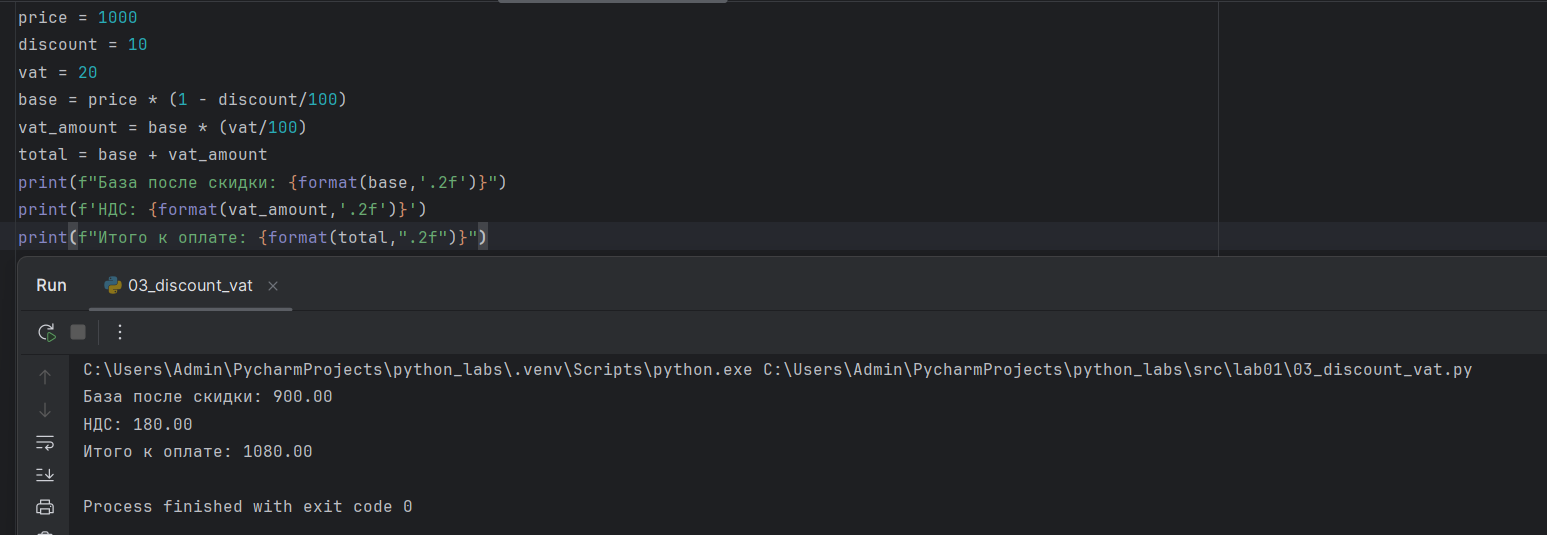 price = 1000
discount = 10
vat = 20
base = price * (1 - discount/100)
vat_amount = base * (vat/100)
total = base + vat_amount
print(f"База после скидки: {format(base,'.2f')}")
print(f'НДС: {format(vat_amount,'.2f')}')
print(f"Итого к оплате: {format(total,".2f")}")
Run 03_discount_vat
C:\Users\Admin\PycharmProjects\python_labs\.venv\Scripts\python.exe C:\Users\Admin\PycharmProjects\python_labs\src\lab01\03_discount_vat.py
База после скидки: 900.00
НДС: 180.00
Итого к оплате: 1080.00
Process finished with exit code 0